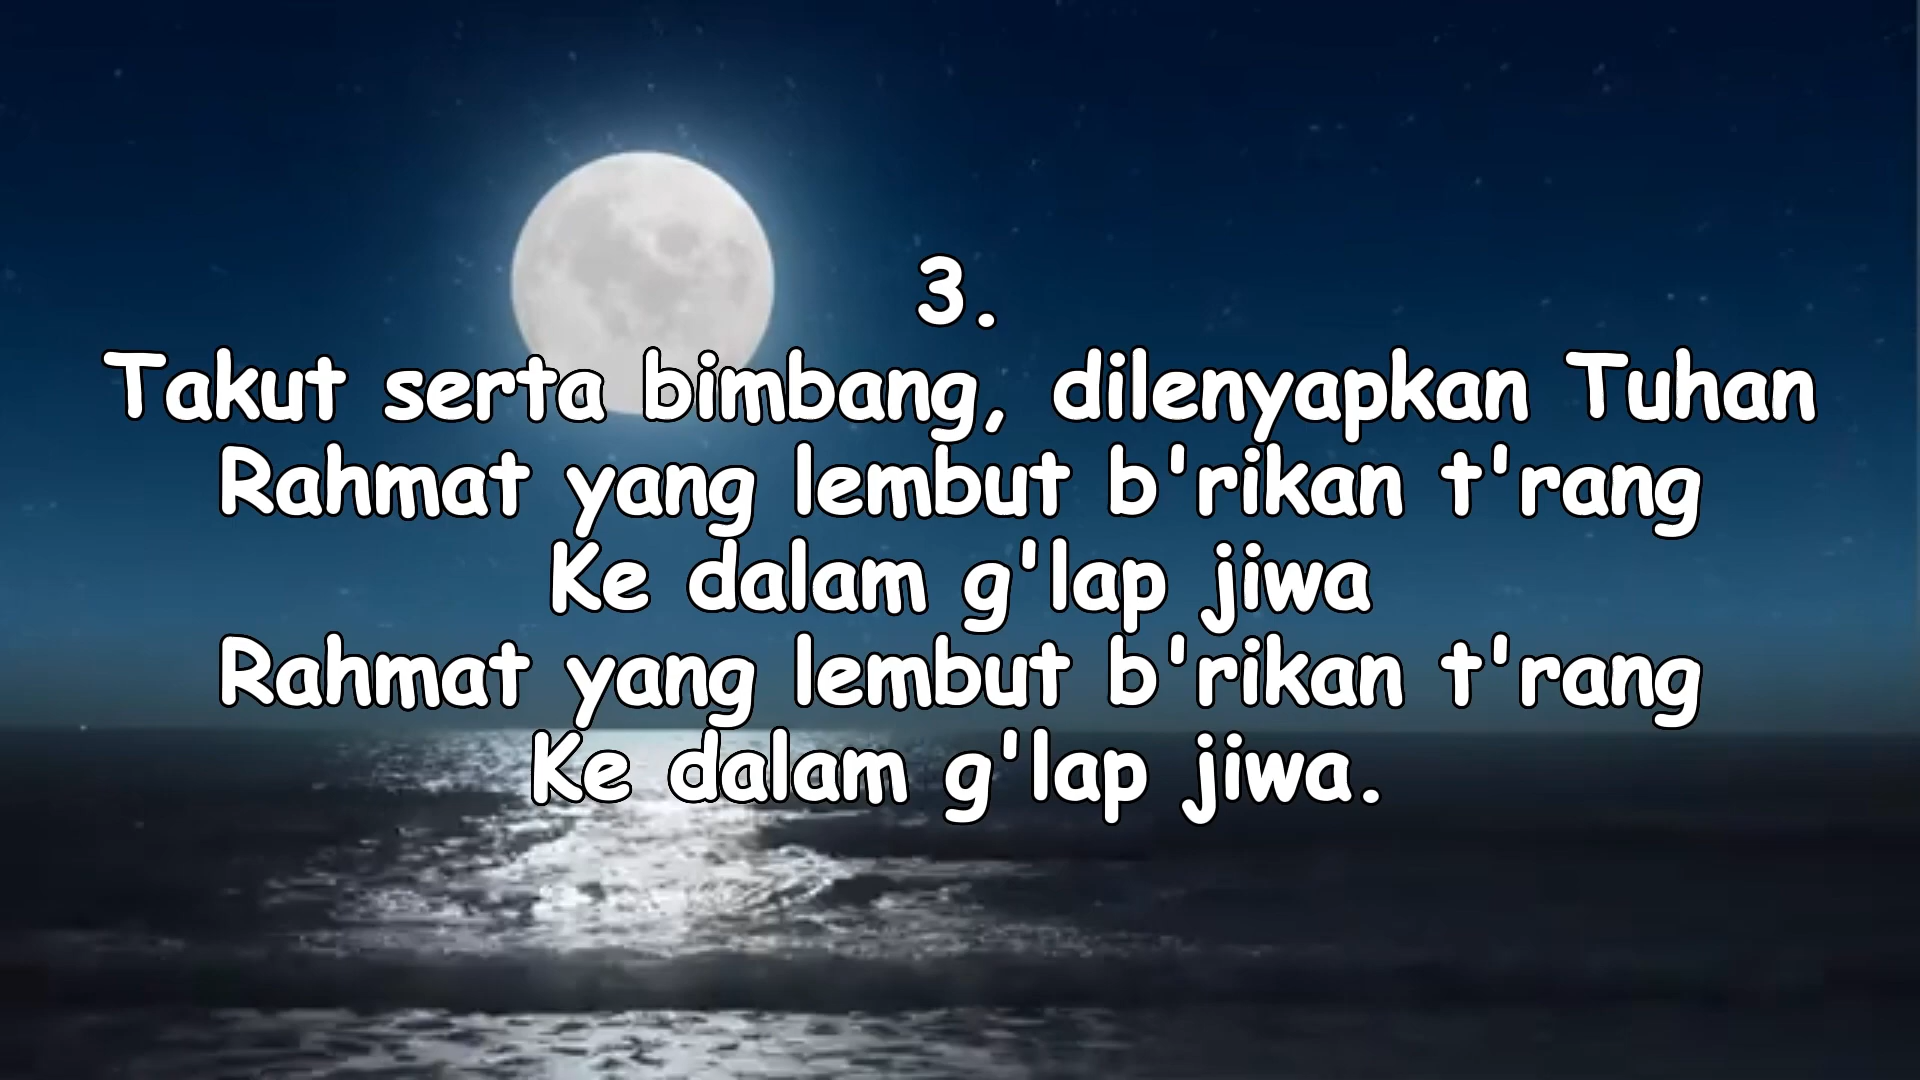 3.
Takut serta bimbang, dilenyapkan Tuhan
Rahmat yang lembut b'rikan t'rang
Ke dalam g'lap jiwa
Rahmat yang lembut b'rikan t'rang
Ke dalam g'lap jiwa.